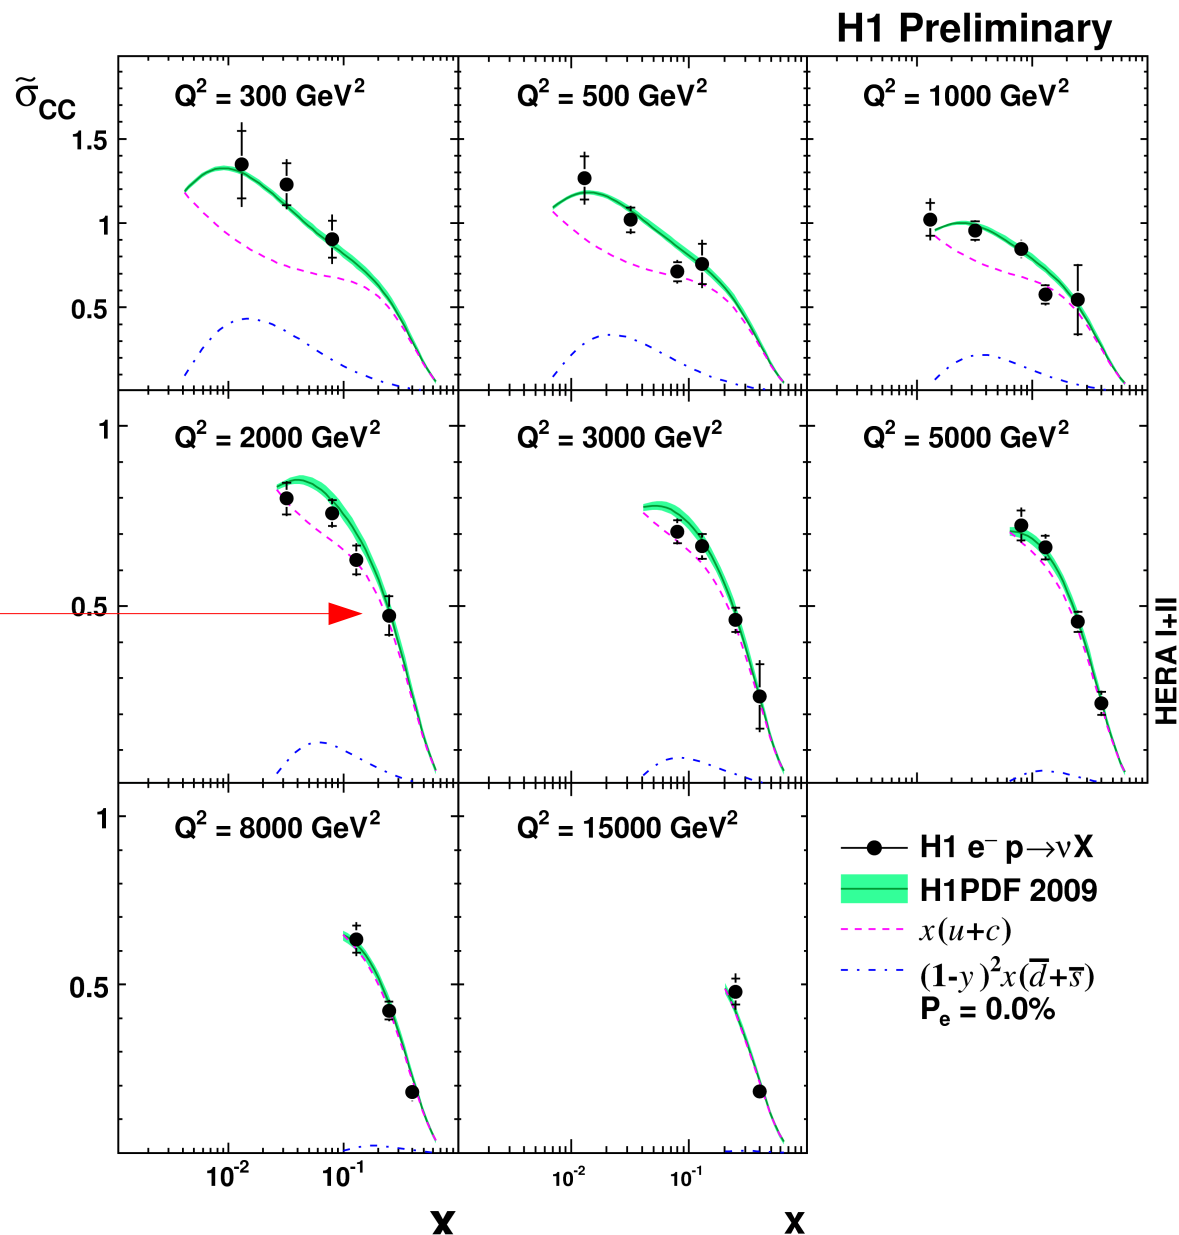 H1 Preliminary
σ̃CC
Q² = 300 GeV²
Q² = 500 GeV²
Q² = 1000 GeV²
1.5
1
0.5
Q² = 2000 GeV²
Q² = 3000 GeV²
Q² = 5000 GeV²
1
0.5
HERA I+II
Q² = 8000 GeV²
Q² = 15000 GeV²
1
0.5
H1 e⁻ p→νX
H1PDF 2009
x(u+c)
(1-y)²x(d̅+s̅)
Pₑ = 0.0%
10⁻² 10⁻¹
10⁻² 10⁻¹
x
x